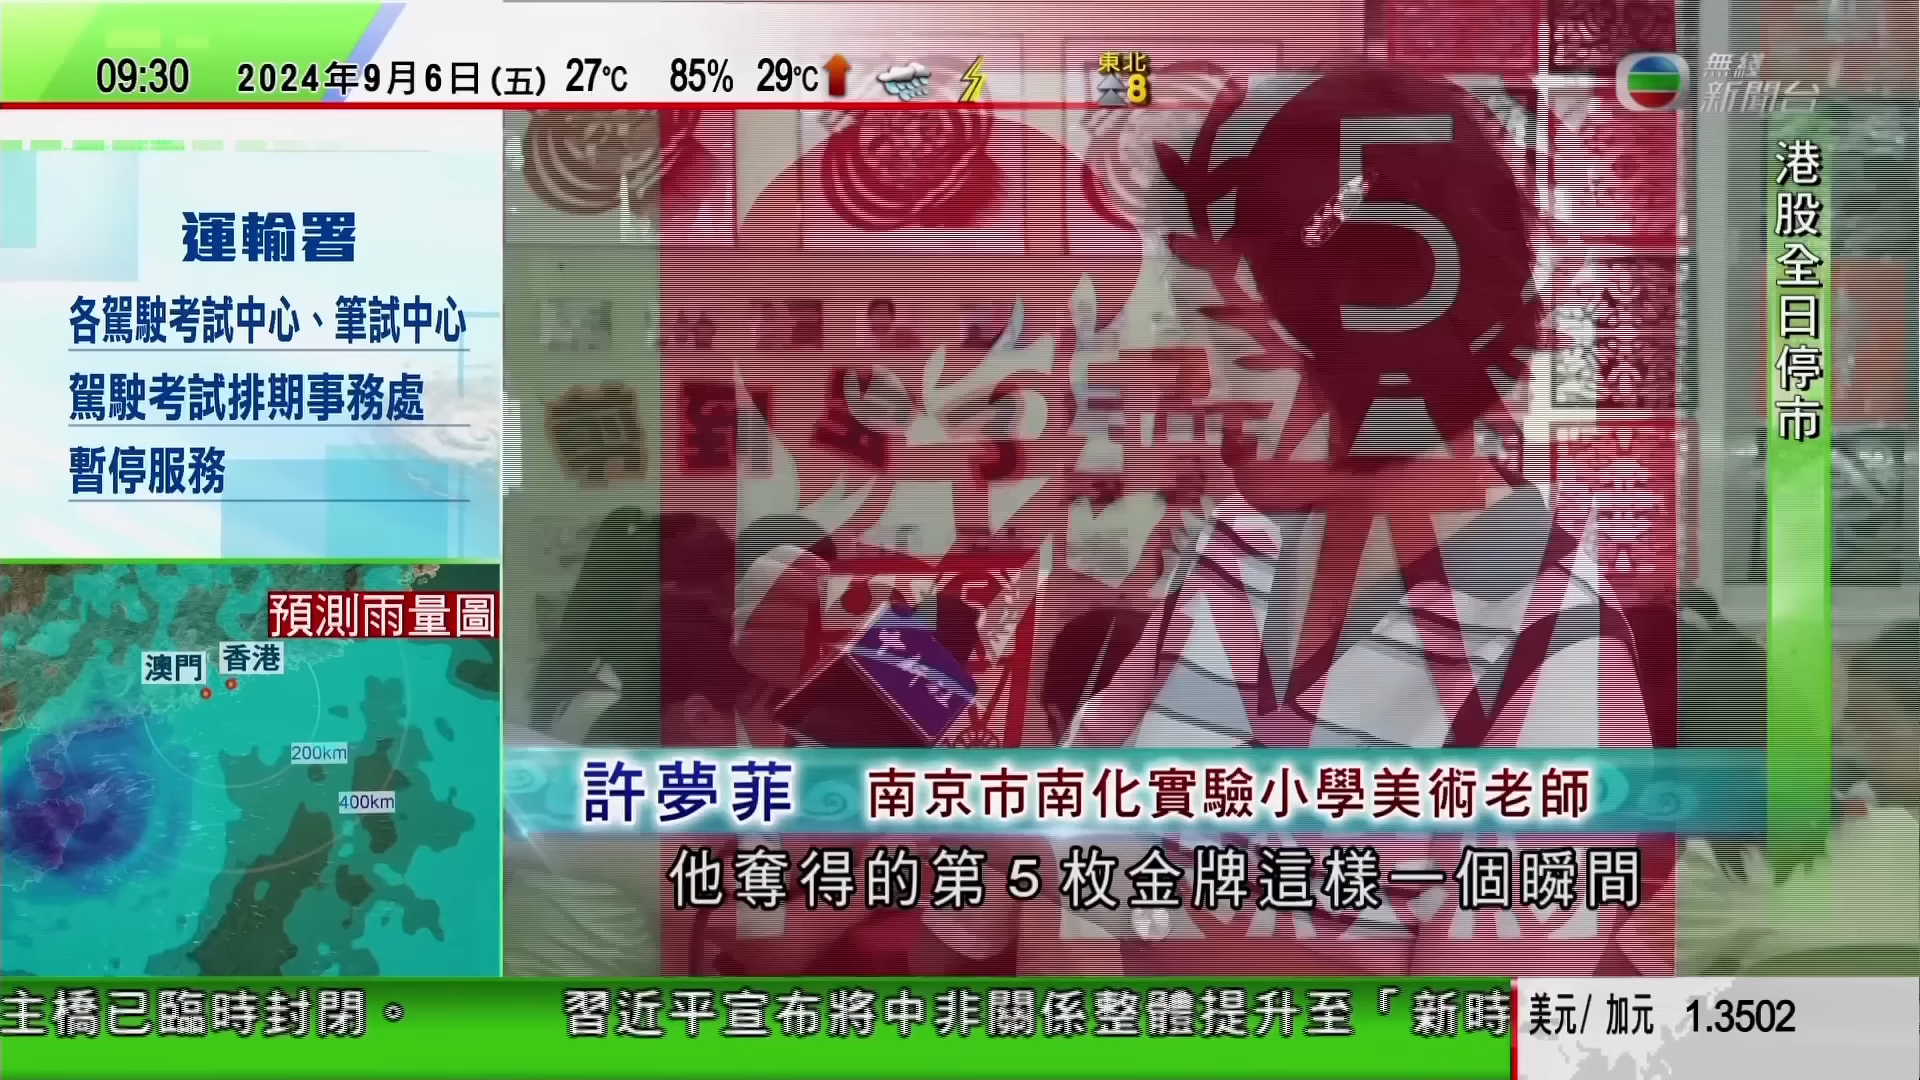 09:30 2024年9月6日(五) 27℃ 85% 29℃
東北
8
無綫
新聞台
港股全日停市
運輸署
各駕駛考試中心、筆試中心
駕駛考試排期事務處
暫停服務
預測雨量圖
澳門 香港
200km
400km
5
許夢菲 南京市南化實驗小學美術老師
他奪得的第5枚金牌這樣一個瞬間
主橋已臨時封閉。 習近平宣布將中非關係整體提升至「新時
美元/加元 1.3502